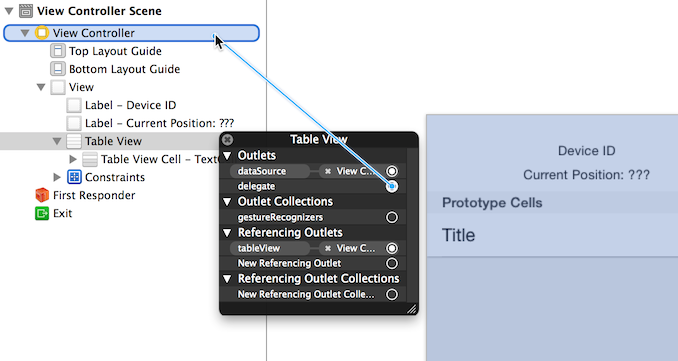 View Controller Scene
View Controller
Top Layout Guide
Bottom Layout Guide
View
Label – Device ID
Label – Current Position: ???
Table View
Table View Cell – Text
Constraints
First Responder
Exit
Table View
Outlets
dataSource
View C...
delegate
Outlet Collections
gestureRecognizers
Referencing Outlets
tableView
View C...
New Referencing Outlet
Referencing Outlet Collections
New Referencing Outlet Colle...
Device ID
Current Position: ???
Prototype Cells
Title